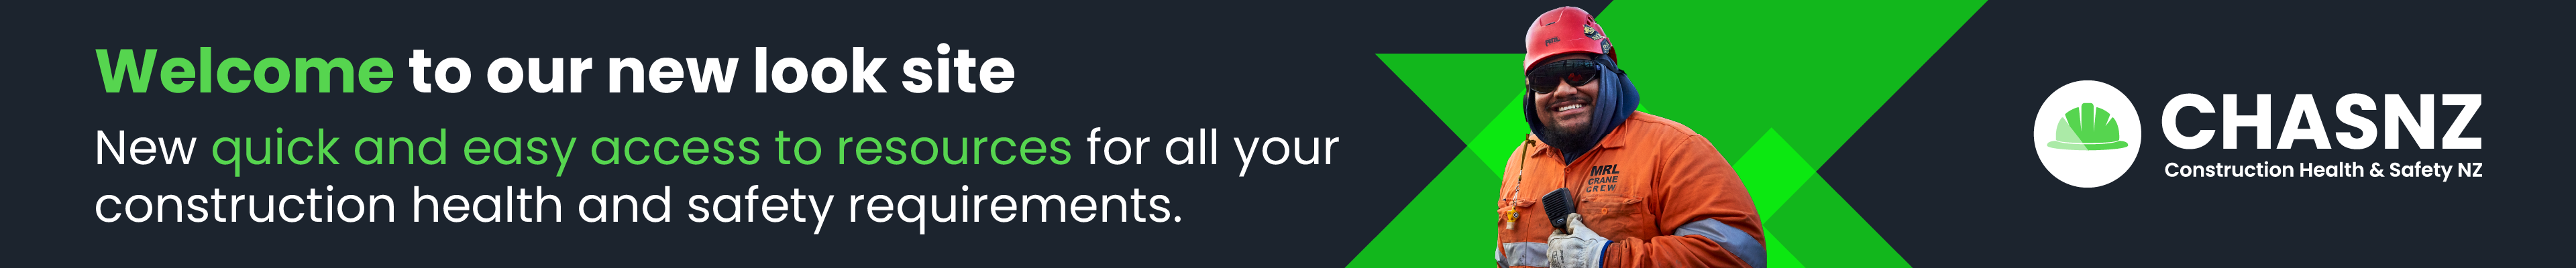 Welcome to our new look site
New quick and easy access to resources for all your
construction health and safety requirements.
PETZL
MRL
CRANE
CREW
CHASNZ
Construction Health & Safety NZ